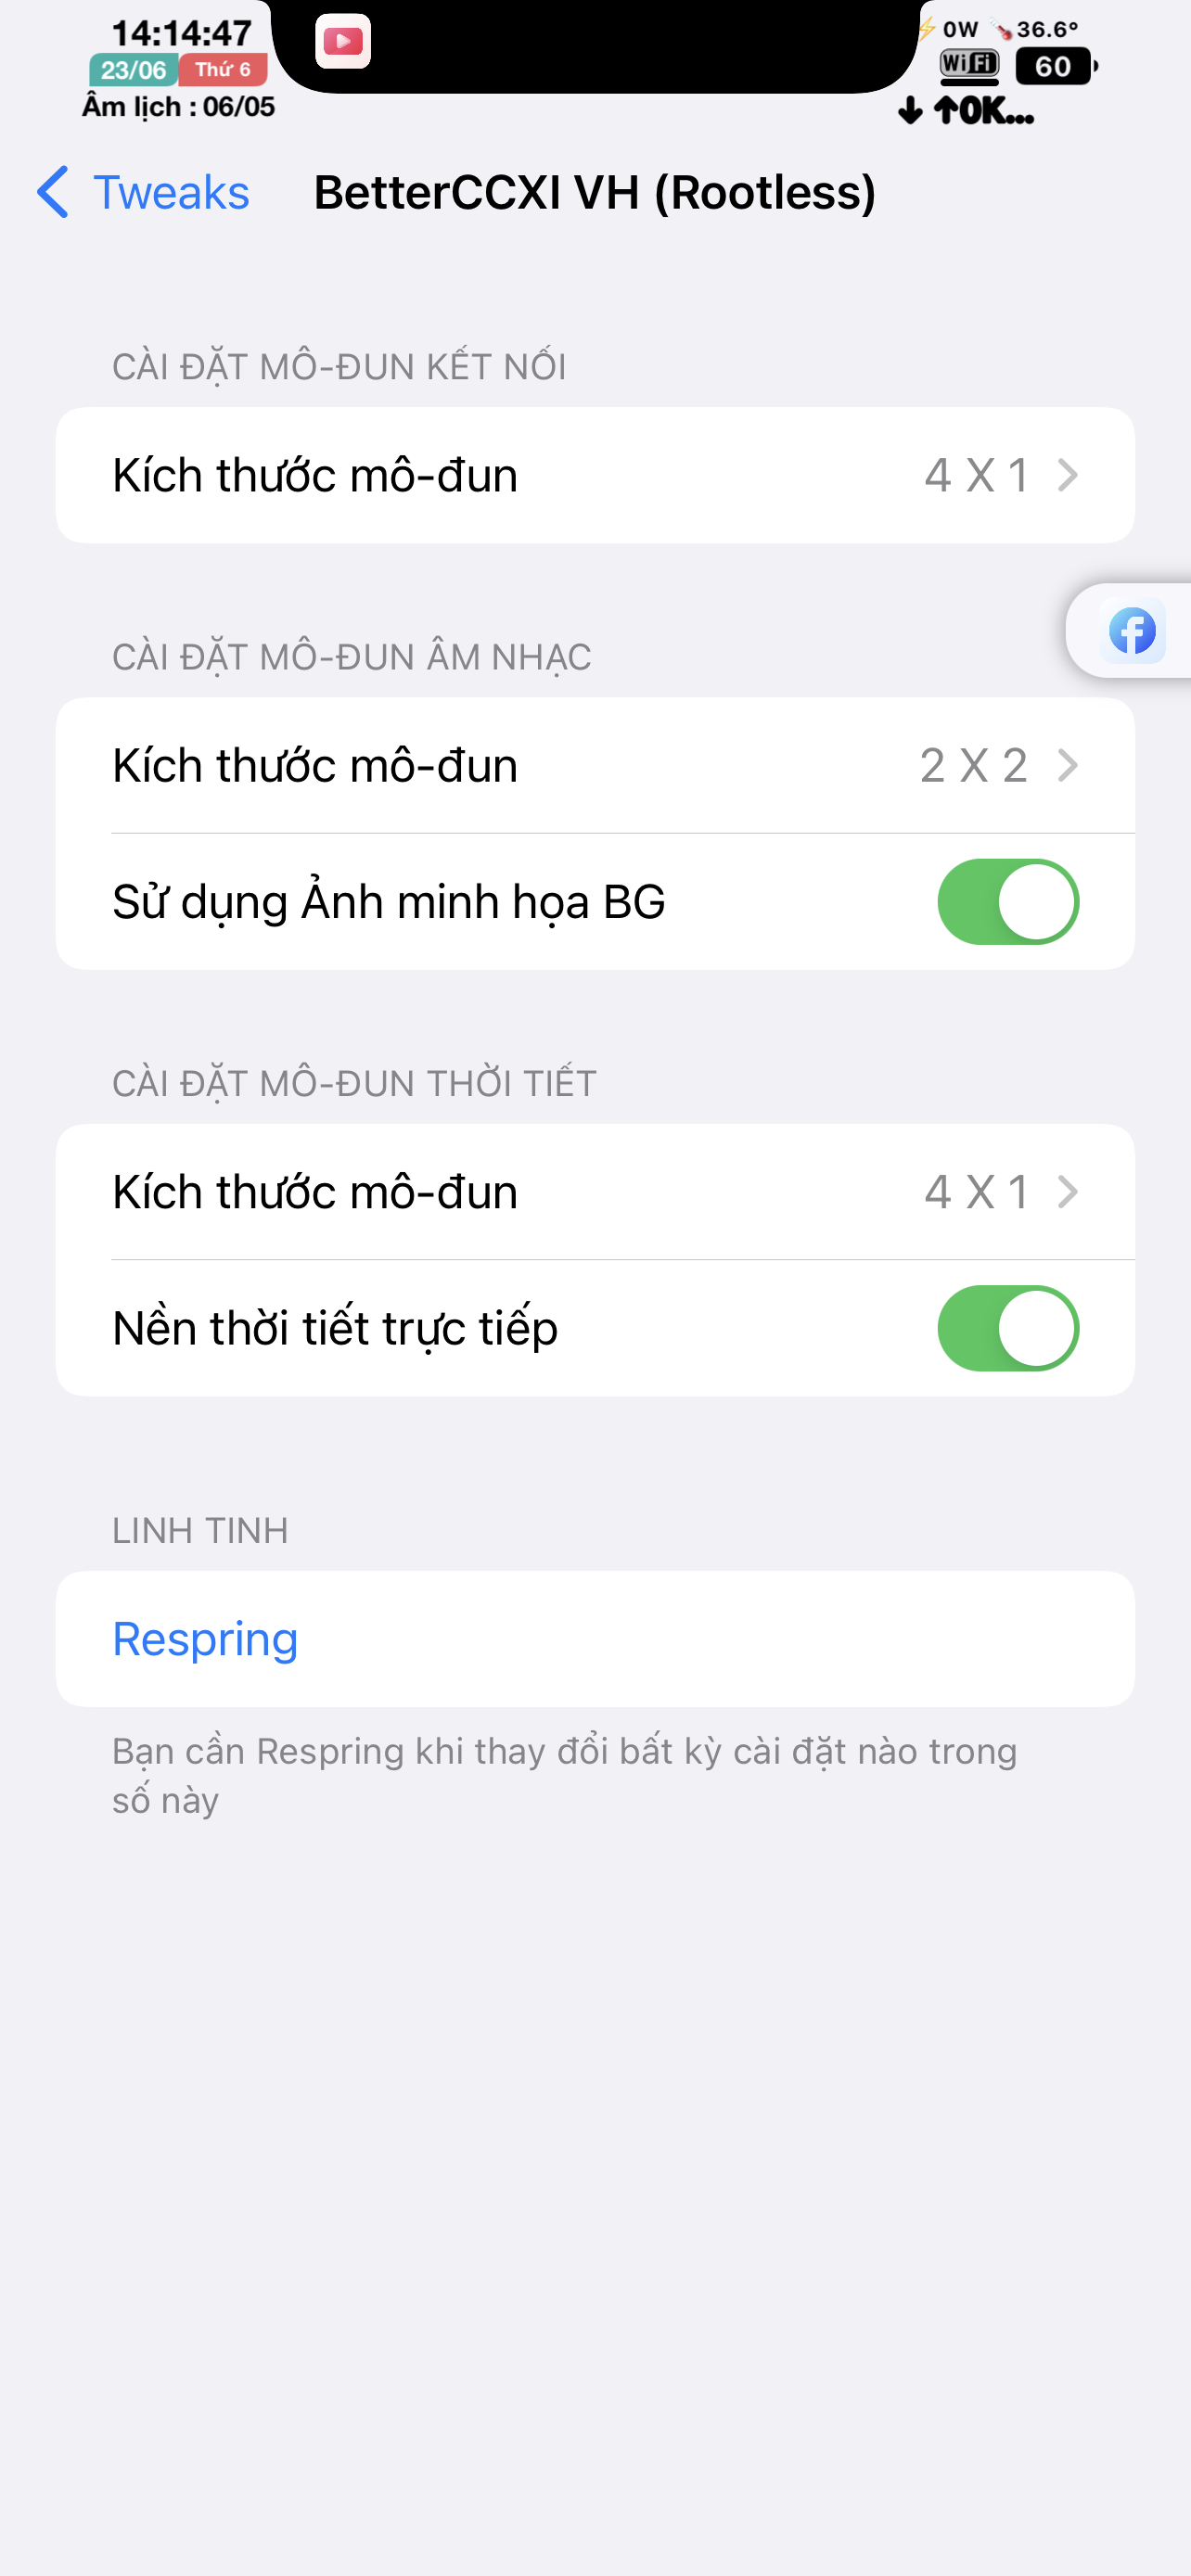 14:14:47
23/06 Thứ 6
Âm lịch : 06/05
0W 36.6°
WiFi 60
↓ ↑0K...
Tweaks
BetterCCXI VH (Rootless)
CÀI ĐẶT MÔ-ĐUN KẾT NỐI
Kích thước mô-đun 4 X 1
CÀI ĐẶT MÔ-ĐUN ÂM NHẠC
Kích thước mô-đun 2 X 2
Sử dụng Ảnh minh họa BG
CÀI ĐẶT MÔ-ĐUN THỜI TIẾT
Kích thước mô-đun 4 X 1
Nền thời tiết trực tiếp
LINH TINH
Respring
Bạn cần Respring khi thay đổi bất kỳ cài đặt nào trong
số này